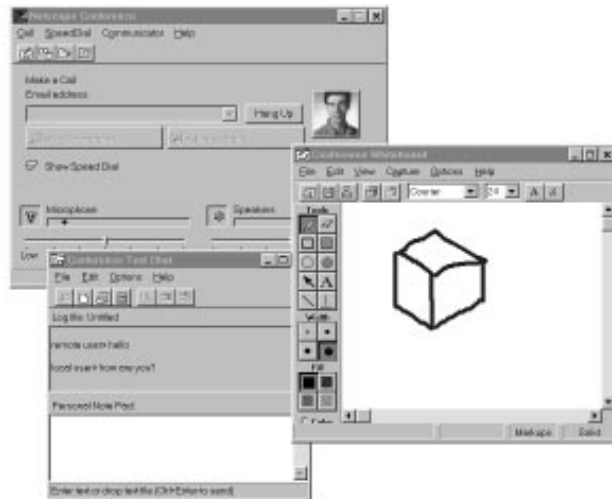 Netscape Conference
Call SpeedDial Communicator Help
Make a Call
Email address:
Hang Up
Show Speed Dial
Microphone
Speakers
Low
Conference Text Chat
File Edit Options Help
Log file: Untitled
remote user> hello
local user> how are you?
Personal Note Pad:
Enter text or drop text file (Ctrl+Enter to send)
Conference Whiteboard
File Edit View Capture Options Help
Courier 24 A A
Tools
A
Width
Fill
Color
Markups Solid